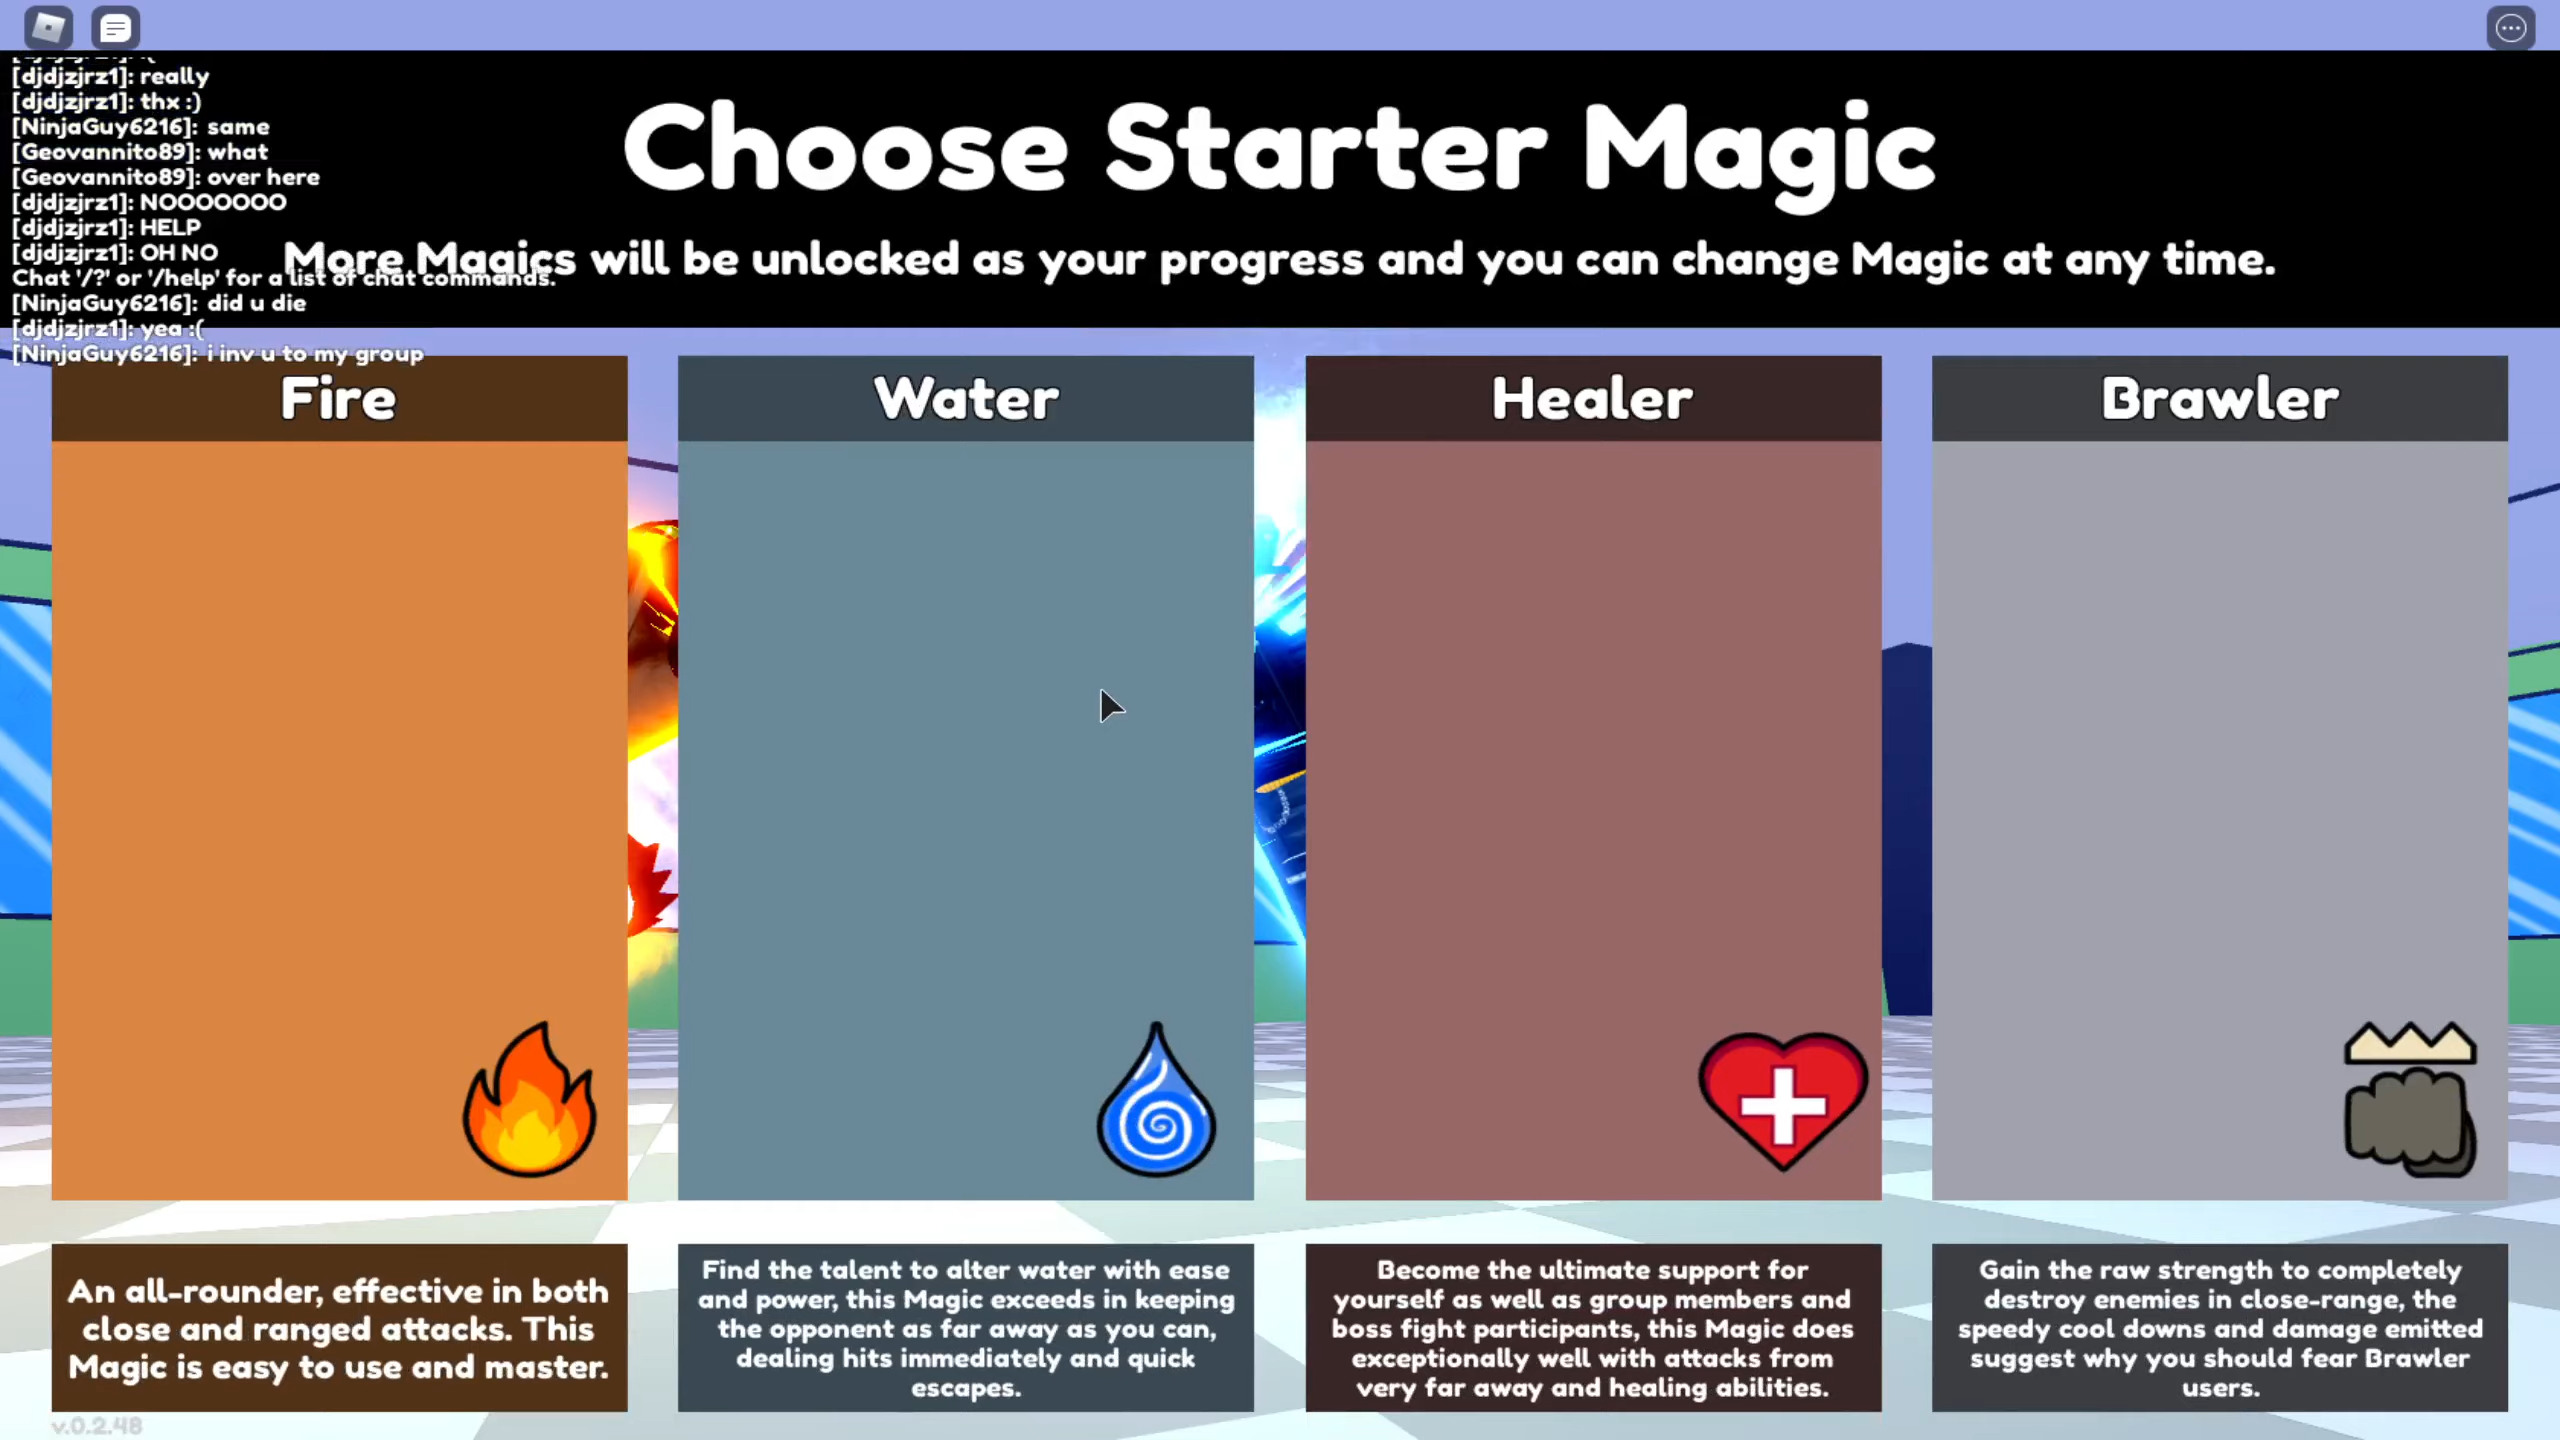 [djdjzjrz1]: really
[djdjzjrz1]: thx :)
[NinjaGuy6216]: same
[Geovannito89]: what
[Geovannito89]: over here
[djdjzjrz1]: NOOOOOOO
[djdjzjrz1]: HELP
[djdjzjrz1]: OH NO
Chat '/?' or '/help' for a list of chat commands.
[NinjaGuy6216]: did u die
[djdjzjrz1]: yea :(
[NinjaGuy6216]: i inv u to my group
Choose Starter Magic
More Magics will be unlocked as your progress and you can change Magic at any time.
Fire
An all-rounder, effective in both
close and ranged attacks. This
Magic is easy to use and master.
Water
Find the talent to alter water with ease
and power, this Magic exceeds in keeping
the opponent as far away as you can,
dealing hits immediately and quick
escapes.
Healer
Become the ultimate support for
yourself as well as group members and
boss fight participants, this Magic does
exceptionally well with attacks from
very far away and healing abilities.
Brawler
Gain the raw strength to completely
destroy enemies in close-range, the
speedy cool downs and damage emitted
suggest why you should fear Brawler
users.
v.0.2.48